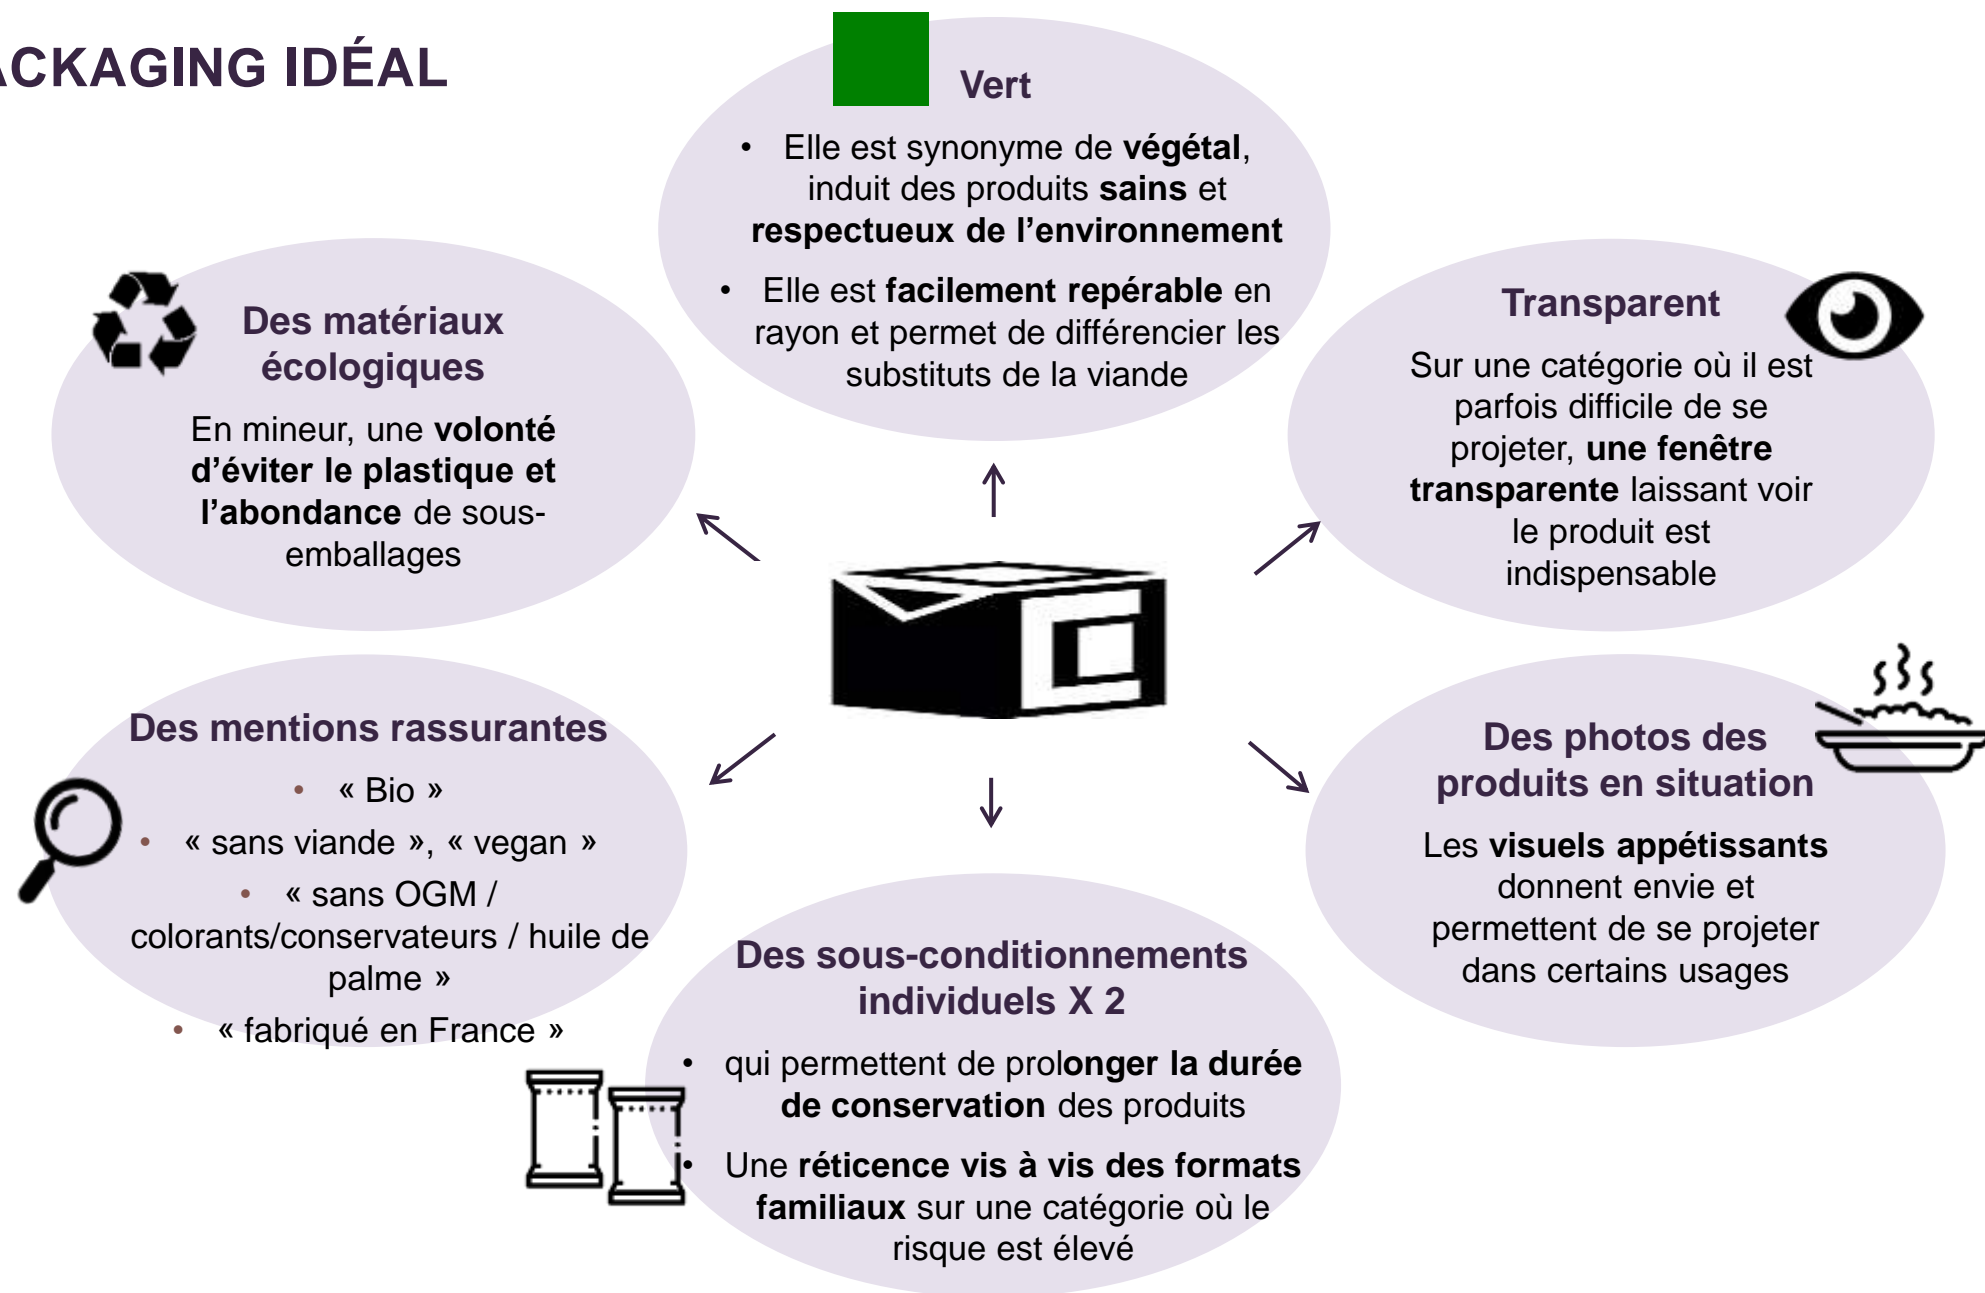 ACKAGING IDÉAL
Vert
• Elle est synonyme de végétal,
induit des produits sains et
respectueux de l’environnement
• Elle est facilement repérable en
rayon et permet de différencier les
substituts de la viande
Des matériaux
écologiques
En mineur, une volonté
d’éviter le plastique et
l’abondance de sous-
emballages
Transparent
Sur une catégorie où il est
parfois difficile de se
projeter, une fenêtre
transparente laissant voir
le produit est
indispensable
Des mentions rassurantes
• « Bio »
• « sans viande », « vegan »
• « sans OGM /
colorants/conservateurs / huile de
palme »
• « fabriqué en France »
Des photos des
produits en situation
Les visuels appétissants
donnent envie et
permettent de se projeter
dans certains usages
Des sous-conditionnements
individuels X 2
• qui permettent de prolonger la durée
de conservation des produits
• Une réticence vis à vis des formats
familiaux sur une catégorie où le
risque est élevé